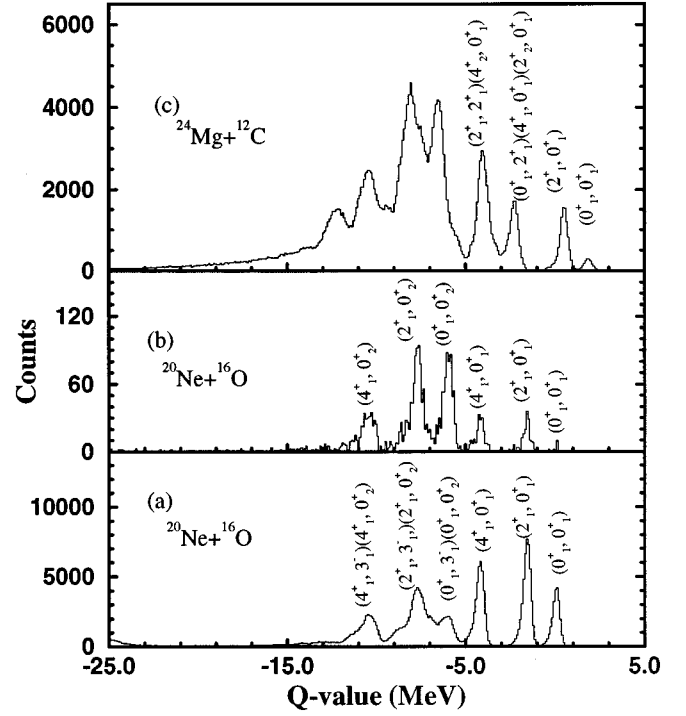 6000
4000
2000
0
(c)
²⁴Mg+¹²C
(2⁺₁, 2⁺₁)(4⁺₂, 0⁺₁)
(0⁺₁, 2⁺₁)(4⁺₁, 0⁺₁)(2⁺₂, 0⁺₁)
(2⁺₁, 0⁺₁)
(0⁺₁, 0⁺₁)
120
60
0
(b)
²⁰Ne+¹⁶O
(4⁺₁, 0⁺₂)
(2⁺₁, 0⁺₂)
(0⁺₁, 0⁺₂)
(4⁺₁, 0⁺₁)
(2⁺₁, 0⁺₁)
(0⁺₁, 0⁺₁)
Counts
10000
5000
0
(a)
²⁰Ne+¹⁶O
(4⁺₁, 3⁻₁)(4⁺₁, 0⁺₂)
(2⁺₁, 3⁻₁)(2⁺₁, 0⁺₂)
(0⁺₁, 3⁻₁)(0⁺₁, 0⁺₂)
(4⁺₁, 0⁺₁)
(2⁺₁, 0⁺₁)
(0⁺₁, 0⁺₁)
-25.0 -15.0 -5.0 5.0
Q-value (MeV)